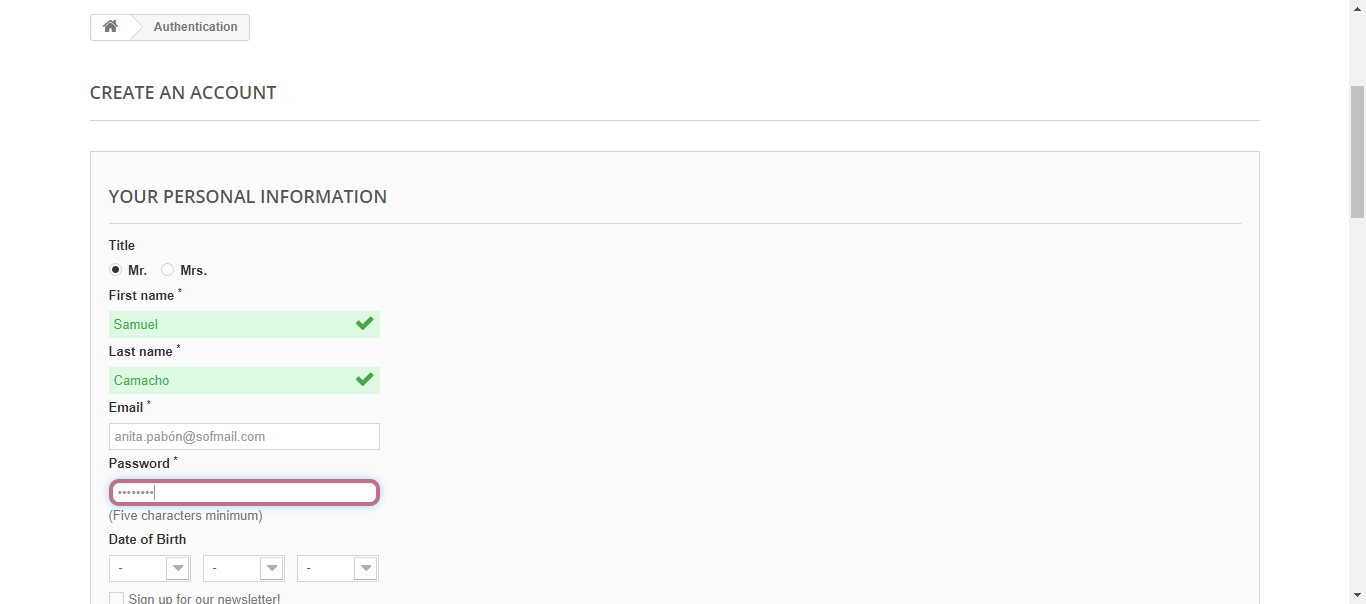 Authentication
CREATE AN ACCOUNT
YOUR PERSONAL INFORMATION
Title
Mr. Mrs.
First name *
Samuel
Last name *
Camacho
Email *
anita.pabón@sofmail.com
Password *
••••••••
(Five characters minimum)
Date of Birth
- - -
Sign up for our newsletter!